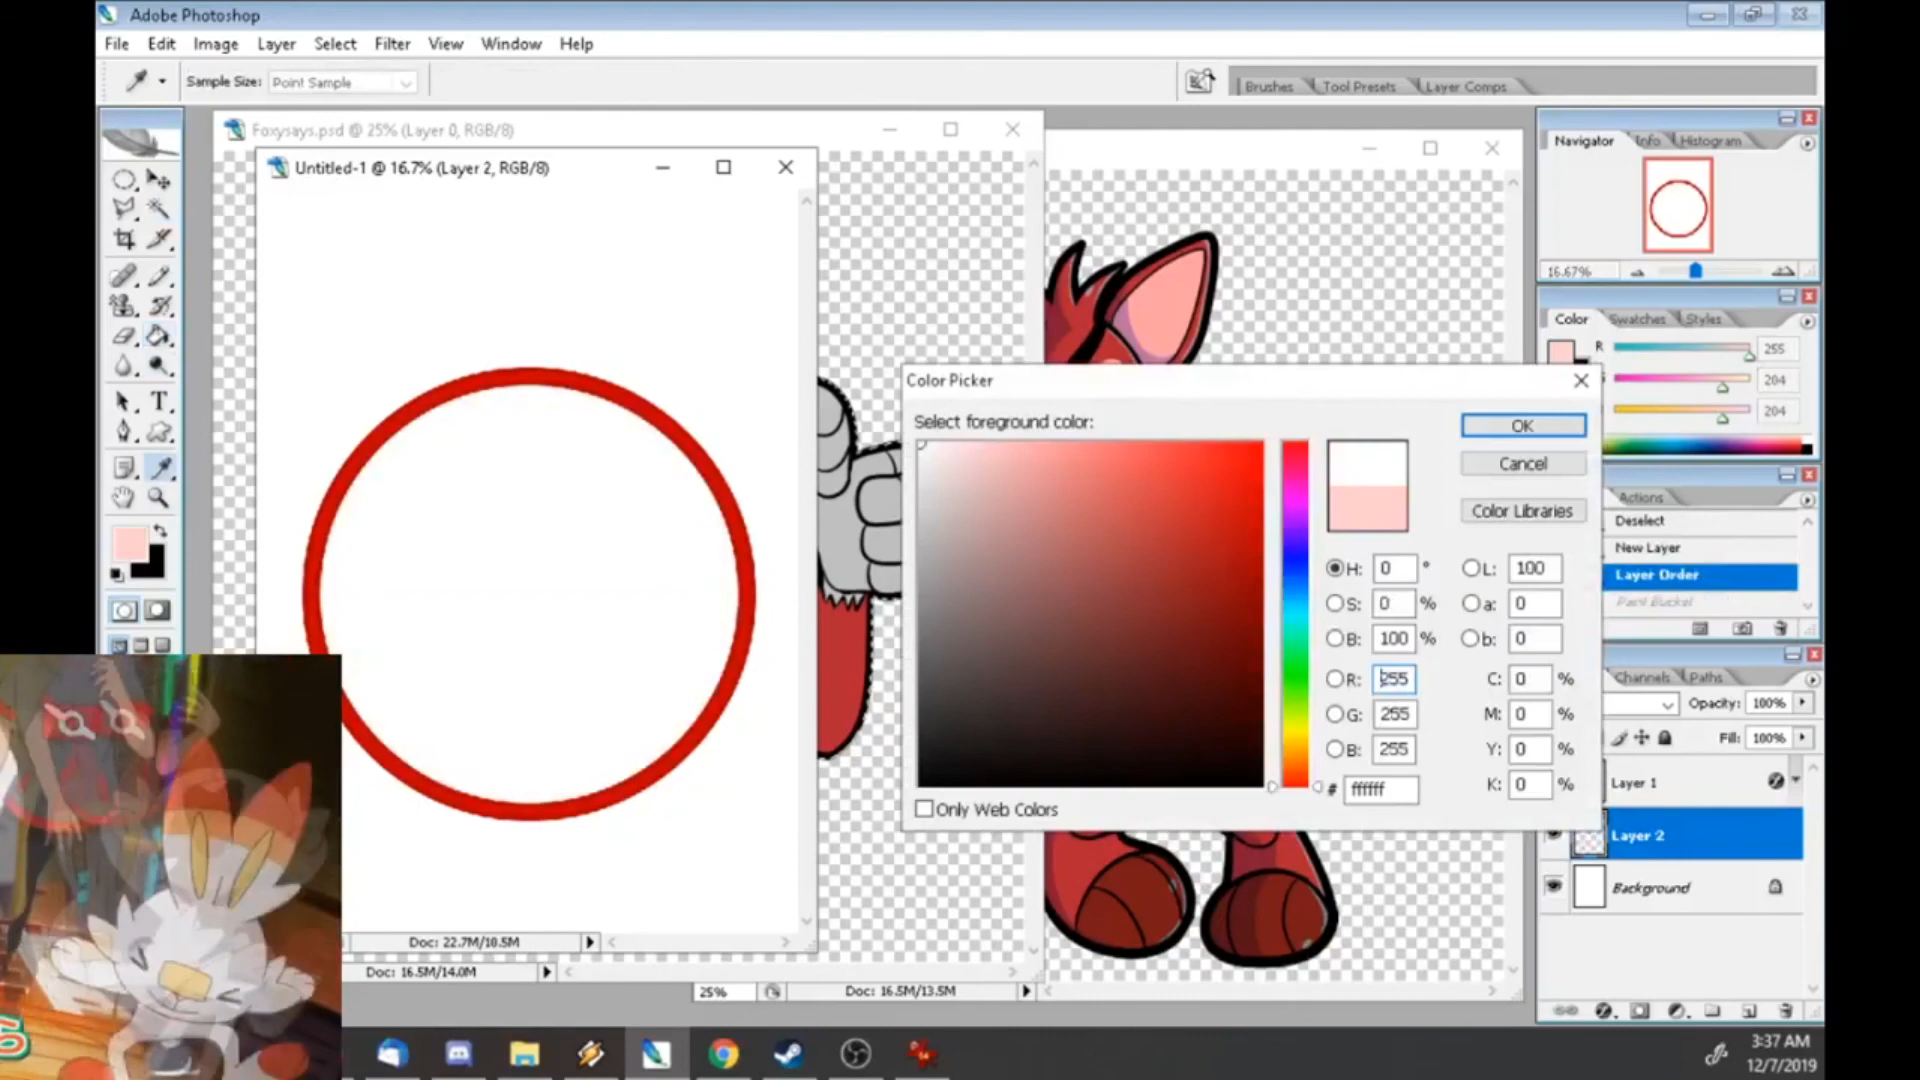 Adobe Photoshop
File Edit Image Layer Select Filter View Window Help
Sample Size: Point Sample
Brushes Tool Presets Layer Comps
Foxysays.psd @ 25% (Layer 0, RGB/8)
Untitled-1 @ 16.7% (Layer 2, RGB/8)
Navigator Info Histogram
16.67%
Color Swatches Styles
R 255
204
204
Color Picker
Select foreground color:
OK
Cancel
Color Libraries
H: 0 ° L: 100
S: 0 % a: 0
B: 100 % b: 0
R: 255 C: 0 %
G: 255 M: 0 %
B: 255 Y: 0 %
# ffffff K: 0 %
Only Web Colors
Actions
Deselect
New Layer
Layer Order
Paint Bucket
Channels Paths
Opacity: 100%
Fill: 100%
Layer 1
Layer 2
Background
Doc: 22.7M/10.5M
Doc: 16.5M/14.0M
25% Doc: 16.5M/13.5M
3:37 AM
12/7/2019